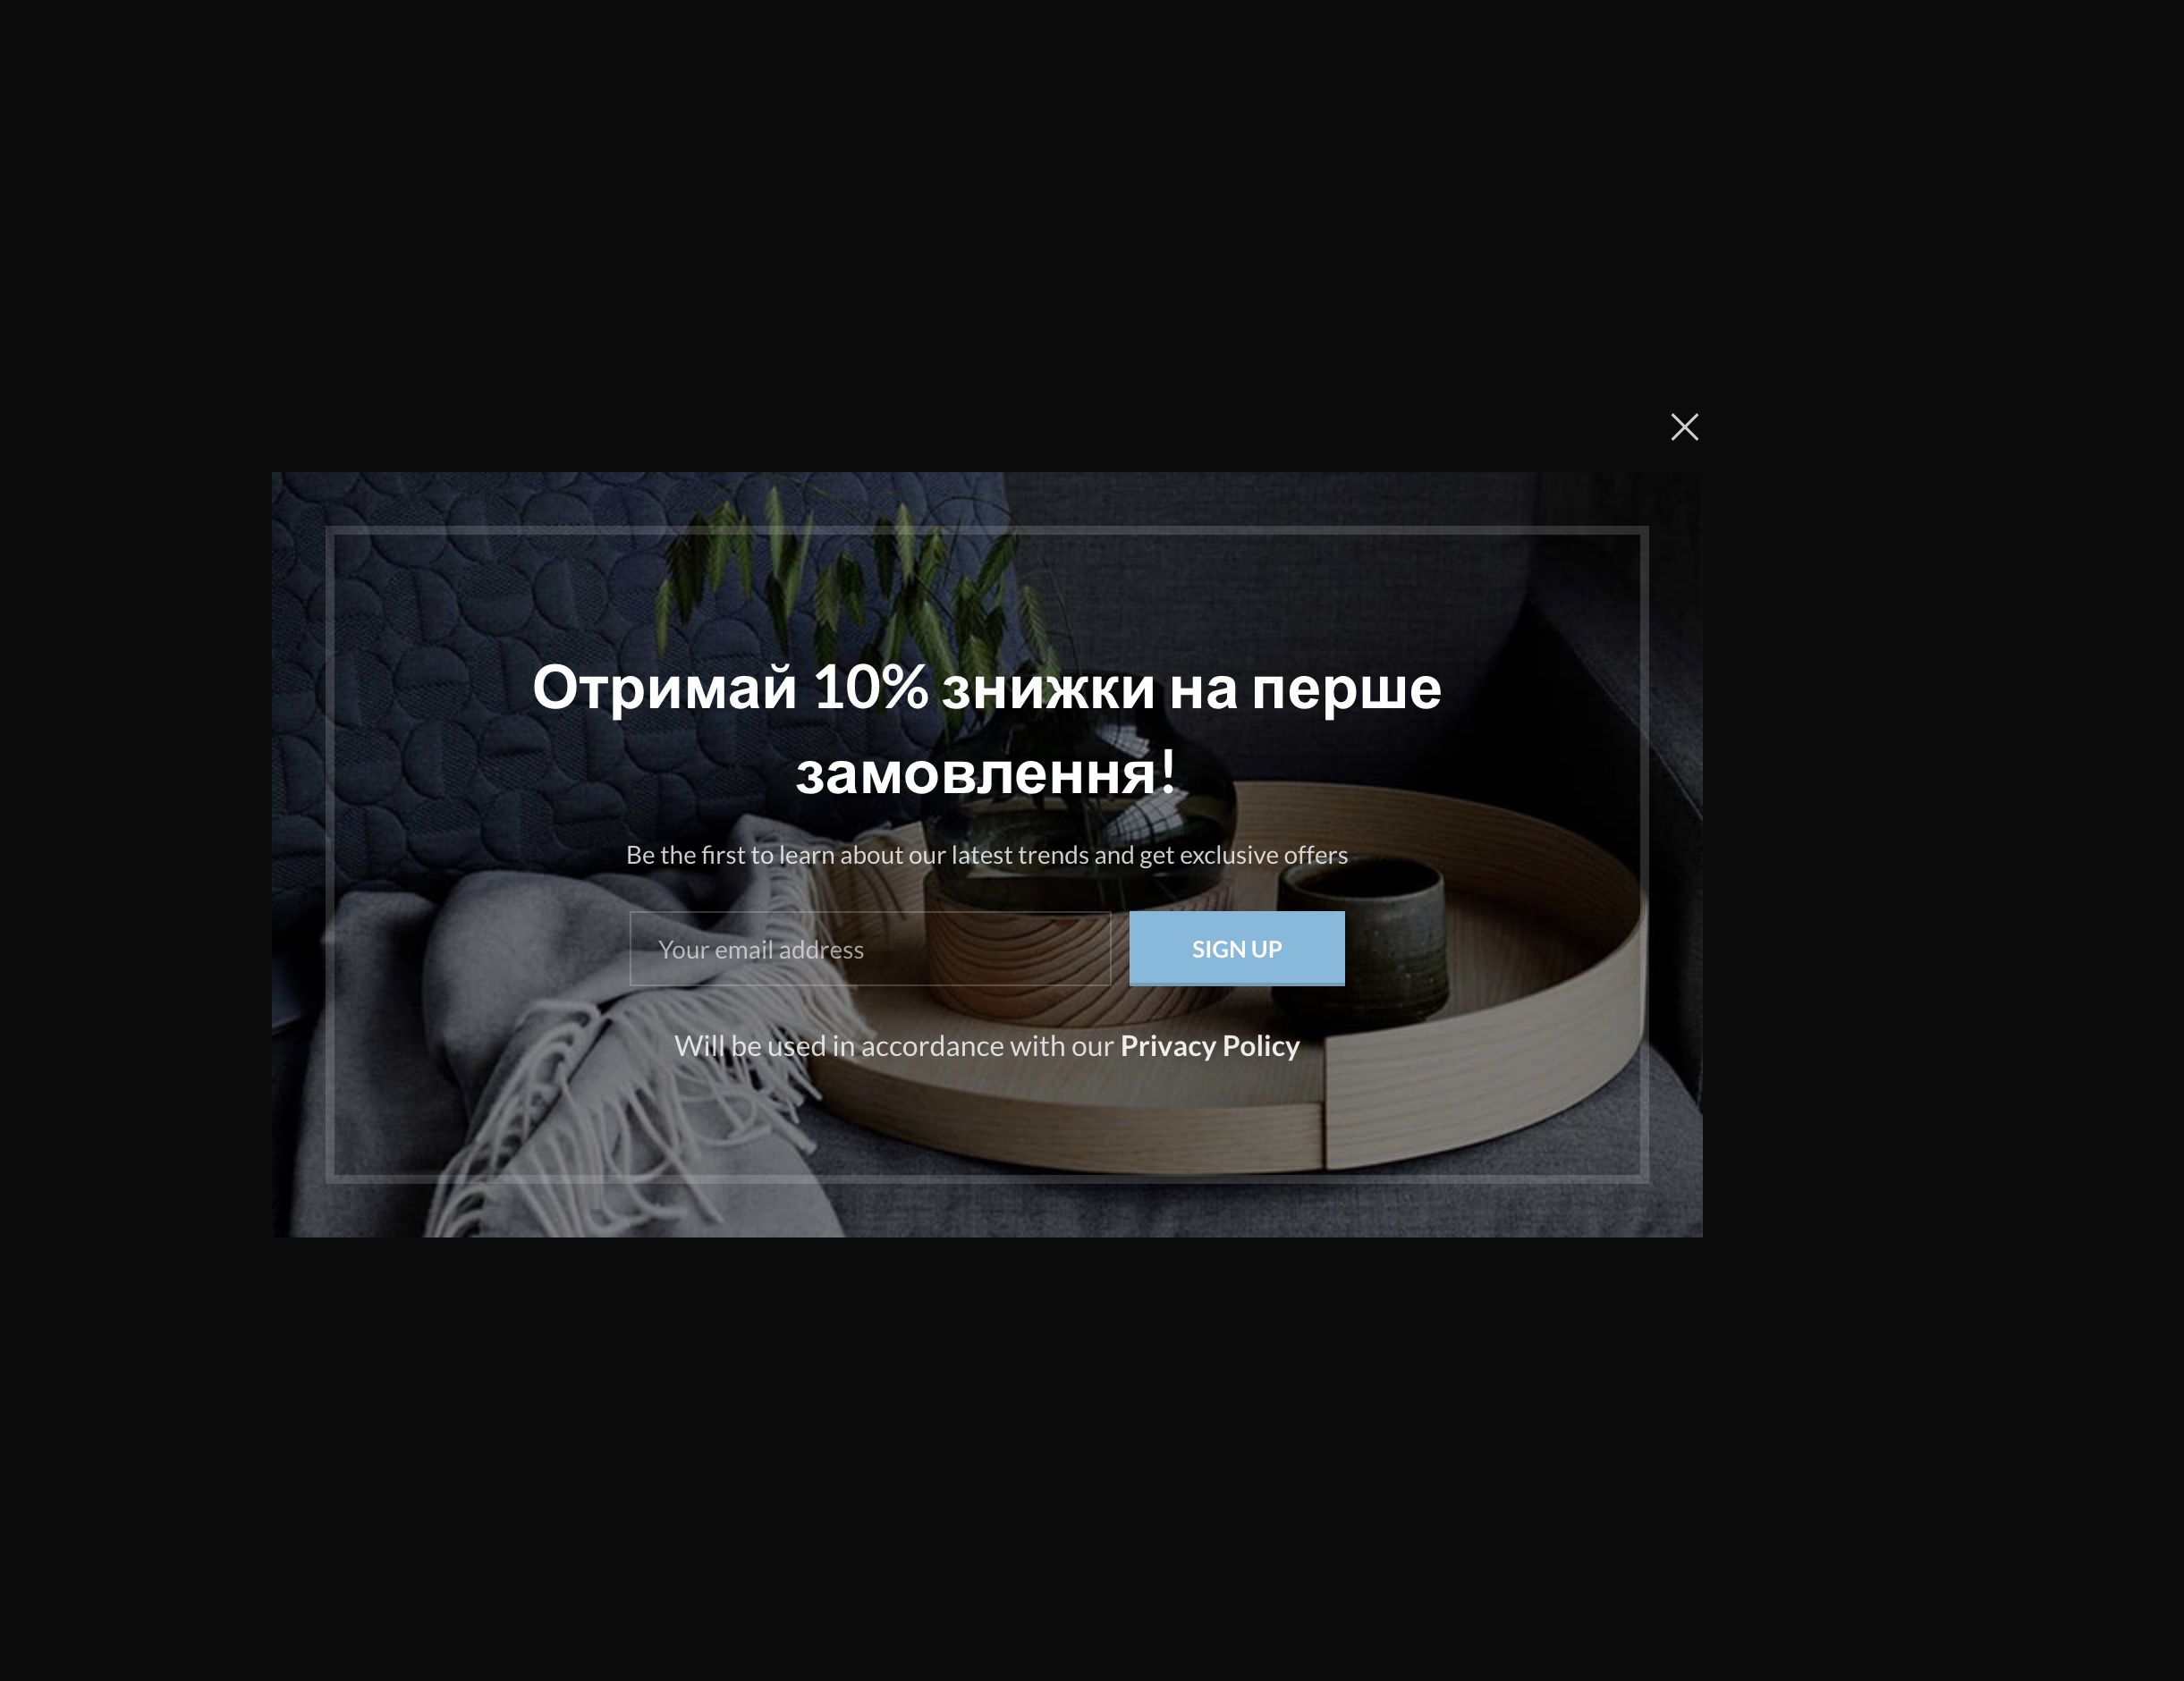 Отримай 10% знижки на перше
замовлення!
Be the first to learn about our latest trends and get exclusive offers
Your email address
SIGN UP
Will be used in accordance with our Privacy Policy